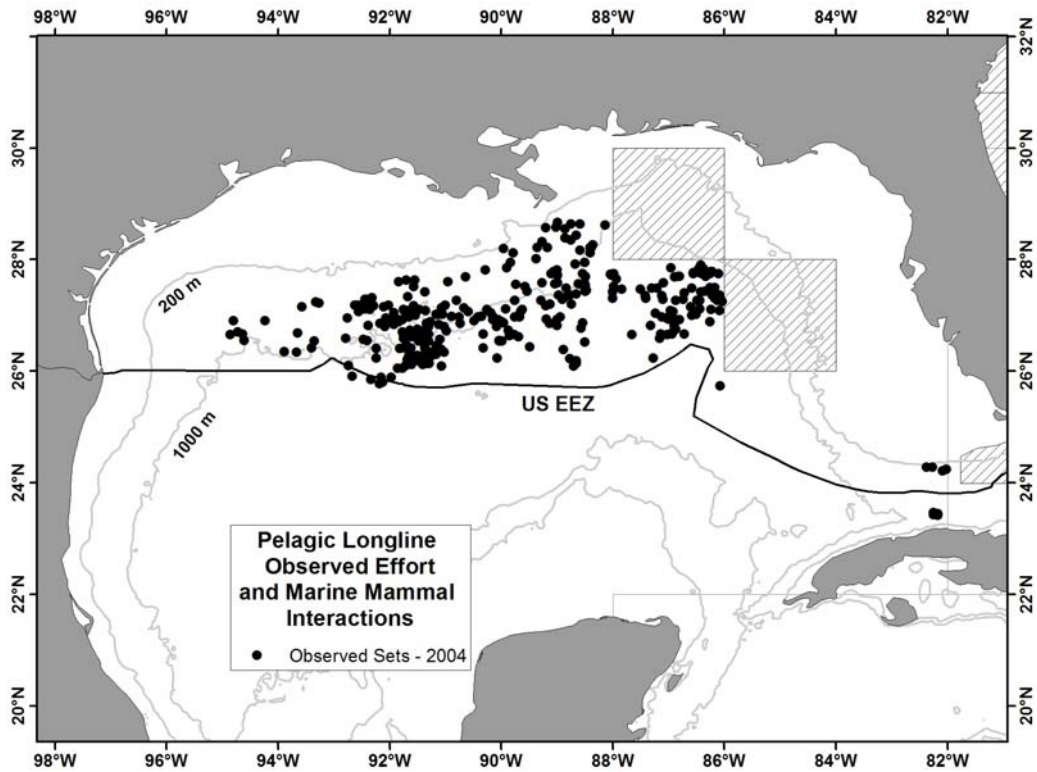 98°W 96°W 94°W 92°W 90°W 88°W 86°W 84°W 82°W
32°N 32°N
30°N 30°N
28°N 28°N
200 m
26°N 26°N
US EEZ
1000 m
24°N 24°N
Pelagic Longline
Observed Effort
and Marine Mammal
Interactions
22°N 22°N
Observed Sets - 2004
20°N 20°N
98°W 96°W 94°W 92°W 90°W 88°W 86°W 84°W 82°W